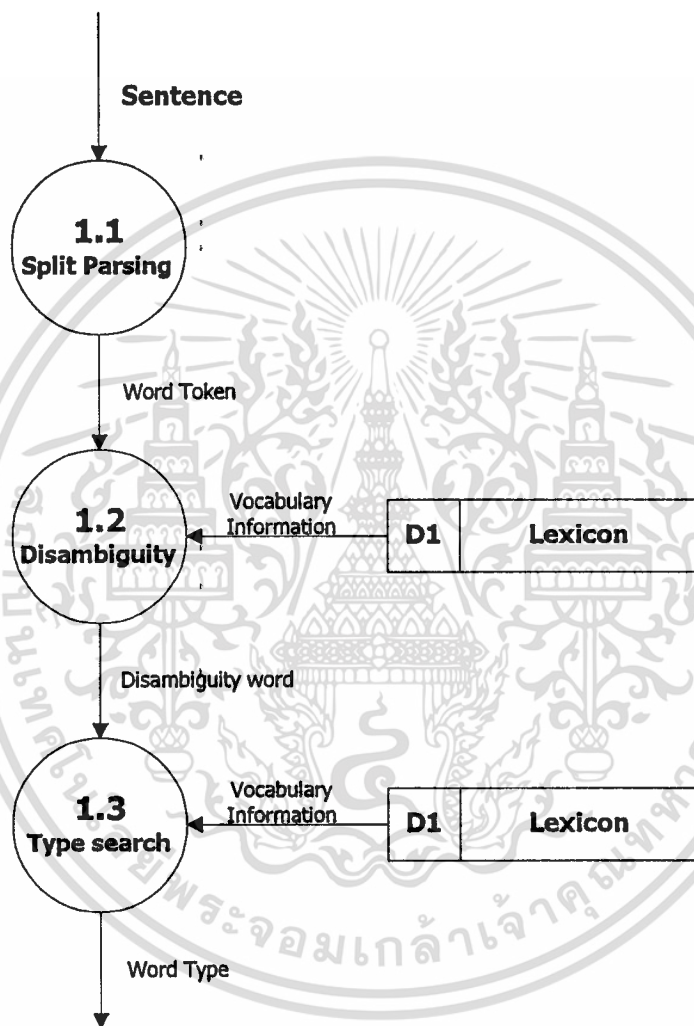 Sentence
1.1
Split Parsing
Word Token
1.2
Disambiguity
Vocabulary
Information
D1 Lexicon
Disambiguity word
1.3
Type search
Vocabulary
Information
D1 Lexicon
Word Type
พระจอมเกล้าเจ้าคุณทหาร